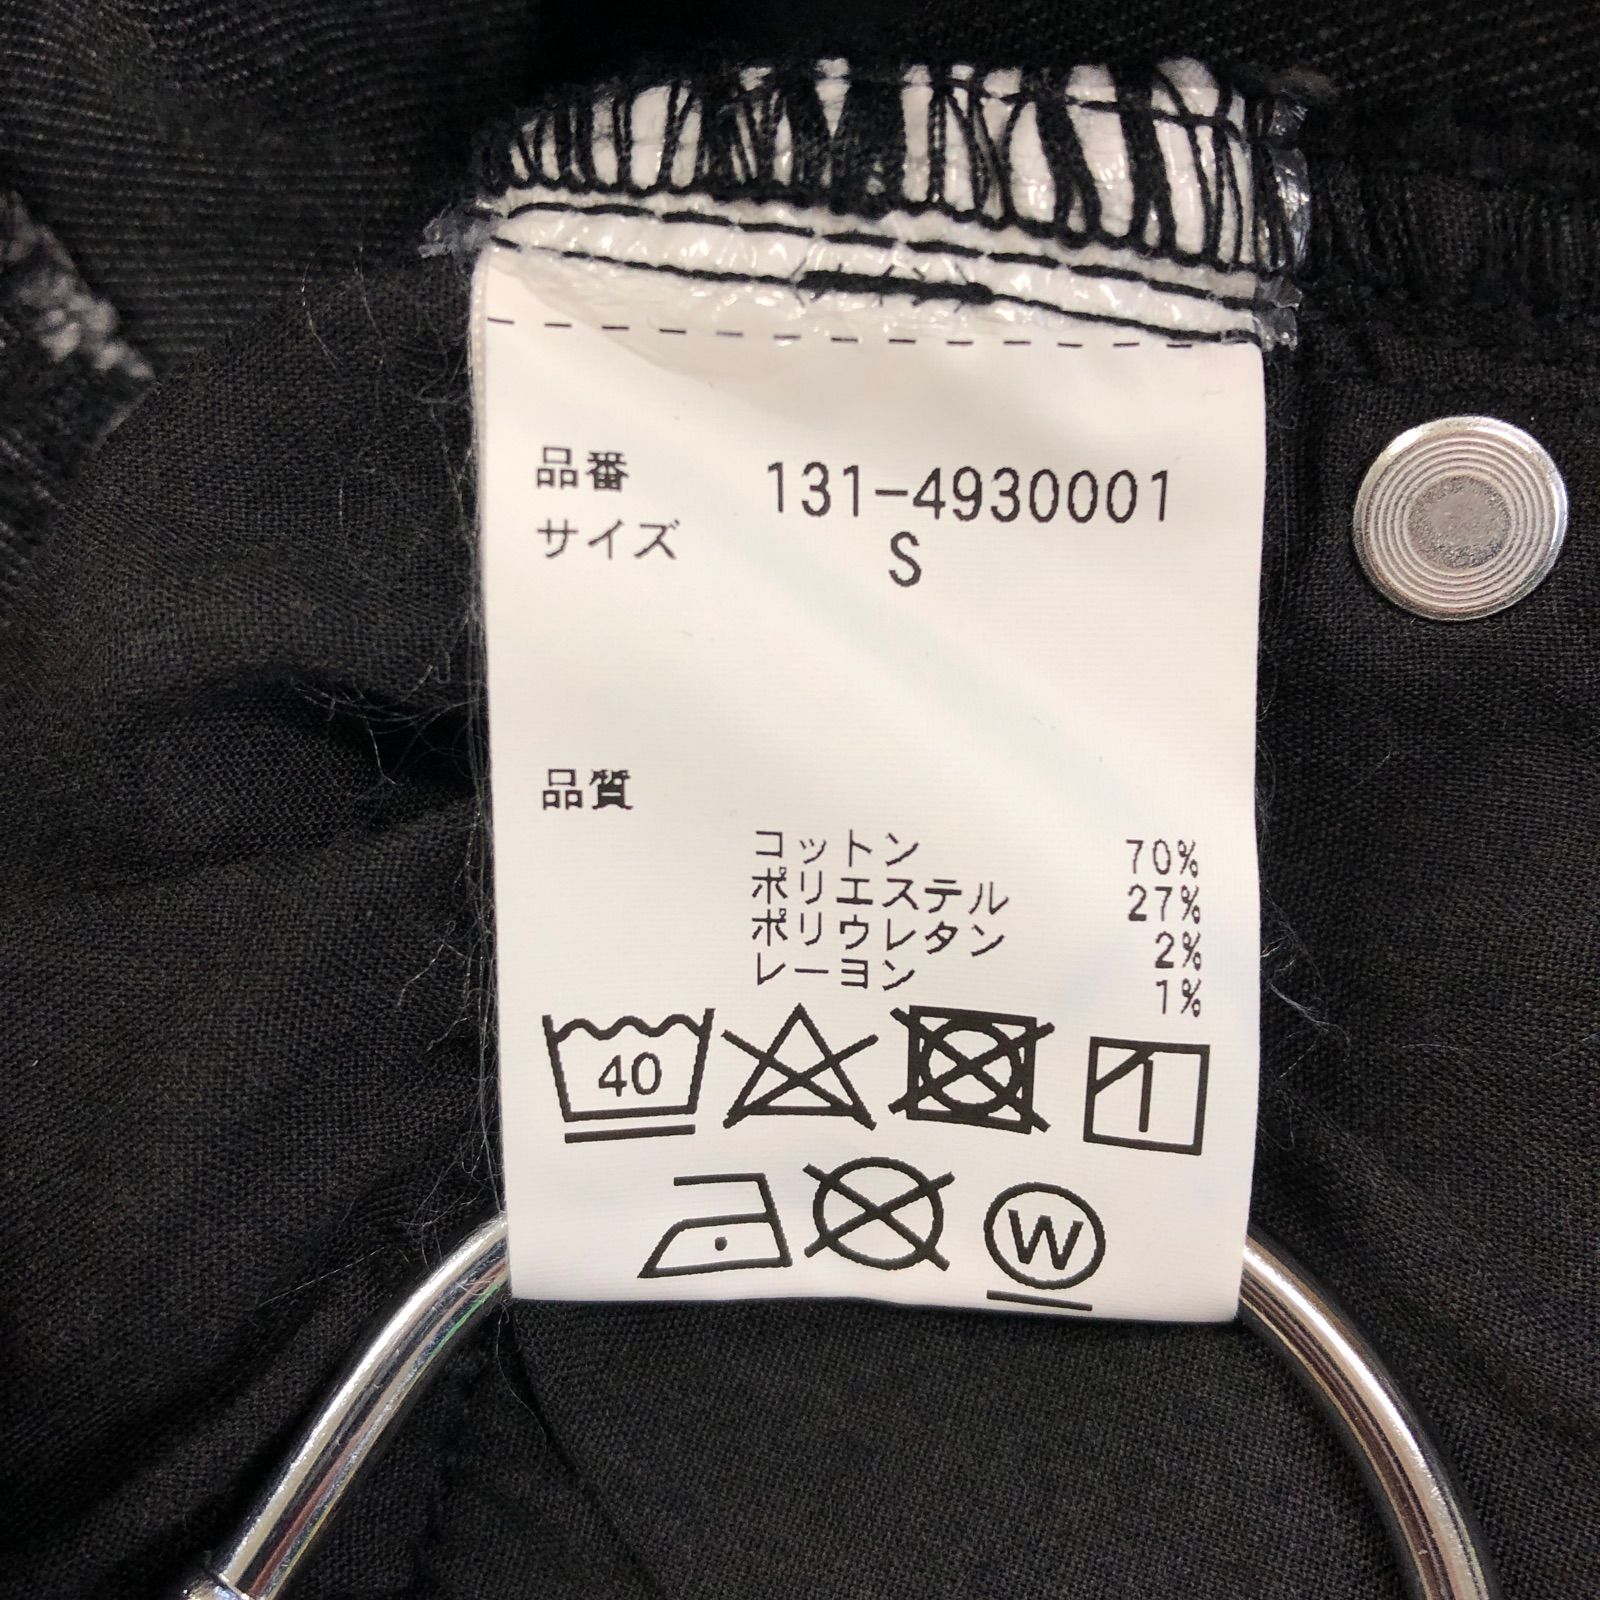 品番 131-4930001
サイズ S
品質
コットン 70%
ポリエステル 27%
ポリウレタン 2%
レーヨン 1%
40
W